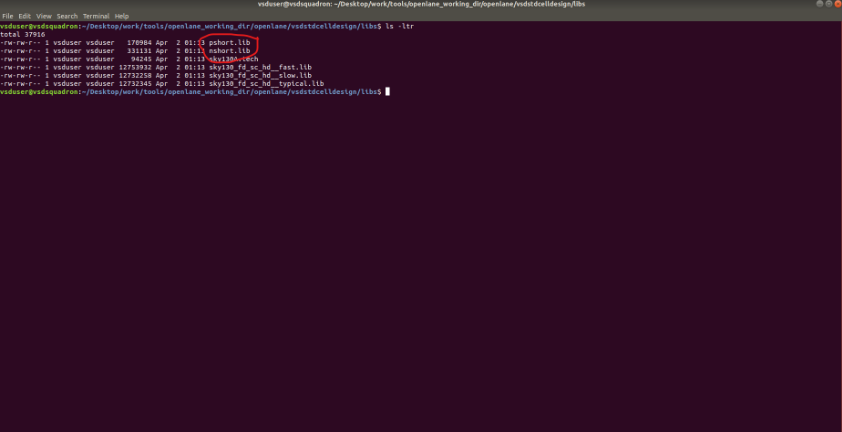 vsduser@vsdsquadron: ~/Desktop/work/tools/openlane_working_dir/openlane/vsdstdcelldesign/libs
File Edit View Search Terminal Help
vsduser@vsdsquadron:~/Desktop/work/tools/openlane_working_dir/openlane/vsdstdcelldesign/libs$ ls -ltr
total 37916
-rw-rw-r-- 1 vsduser vsduser 170984 Apr 2 01:13 pshort.lib
-rw-rw-r-- 1 vsduser vsduser 331131 Apr 2 01:13 nshort.lib
-rw-rw-r-- 1 vsduser vsduser 94245 Apr 2 01:13 sky130A.tech
-rw-rw-r-- 1 vsduser vsduser 12753932 Apr 2 01:13 sky130_fd_sc_hd__fast.lib
-rw-rw-r-- 1 vsduser vsduser 12732258 Apr 2 01:13 sky130_fd_sc_hd__slow.lib
-rw-rw-r-- 1 vsduser vsduser 12732345 Apr 2 01:13 sky130_fd_sc_hd__typical.lib
vsduser@vsdsquadron:~/Desktop/work/tools/openlane_working_dir/openlane/vsdstdcelldesign/libs$